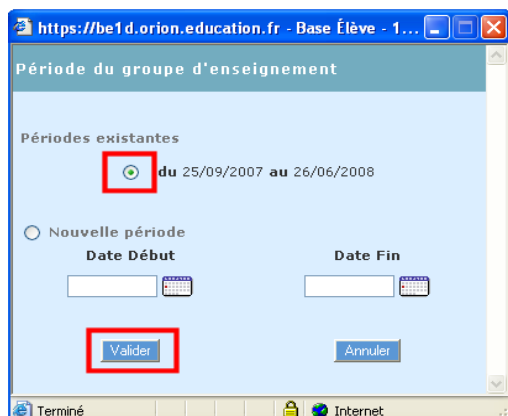 https://be1d.orion.education.fr - Base Élève - 1...
Période du groupe d'enseignement
Périodes existantes
du 25/09/2007 au 26/06/2008
Nouvelle période
Date Début Date Fin
Valider Annuler
Terminé Internet